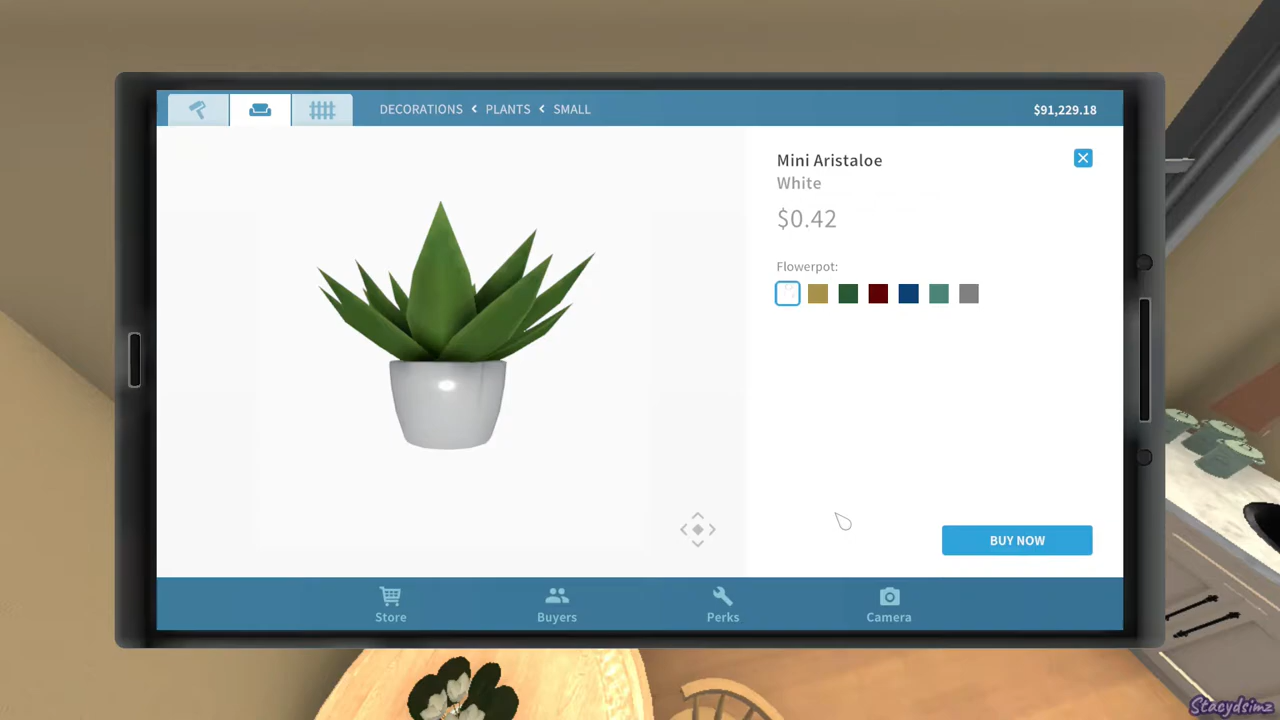 DECORATIONS < PLANTS < SMALL
$91,229.18
Mini Aristaloe
White
$0.42
Flowerpot:
BUY NOW
Store
Buyers
Perks
Camera
Stacydsimz